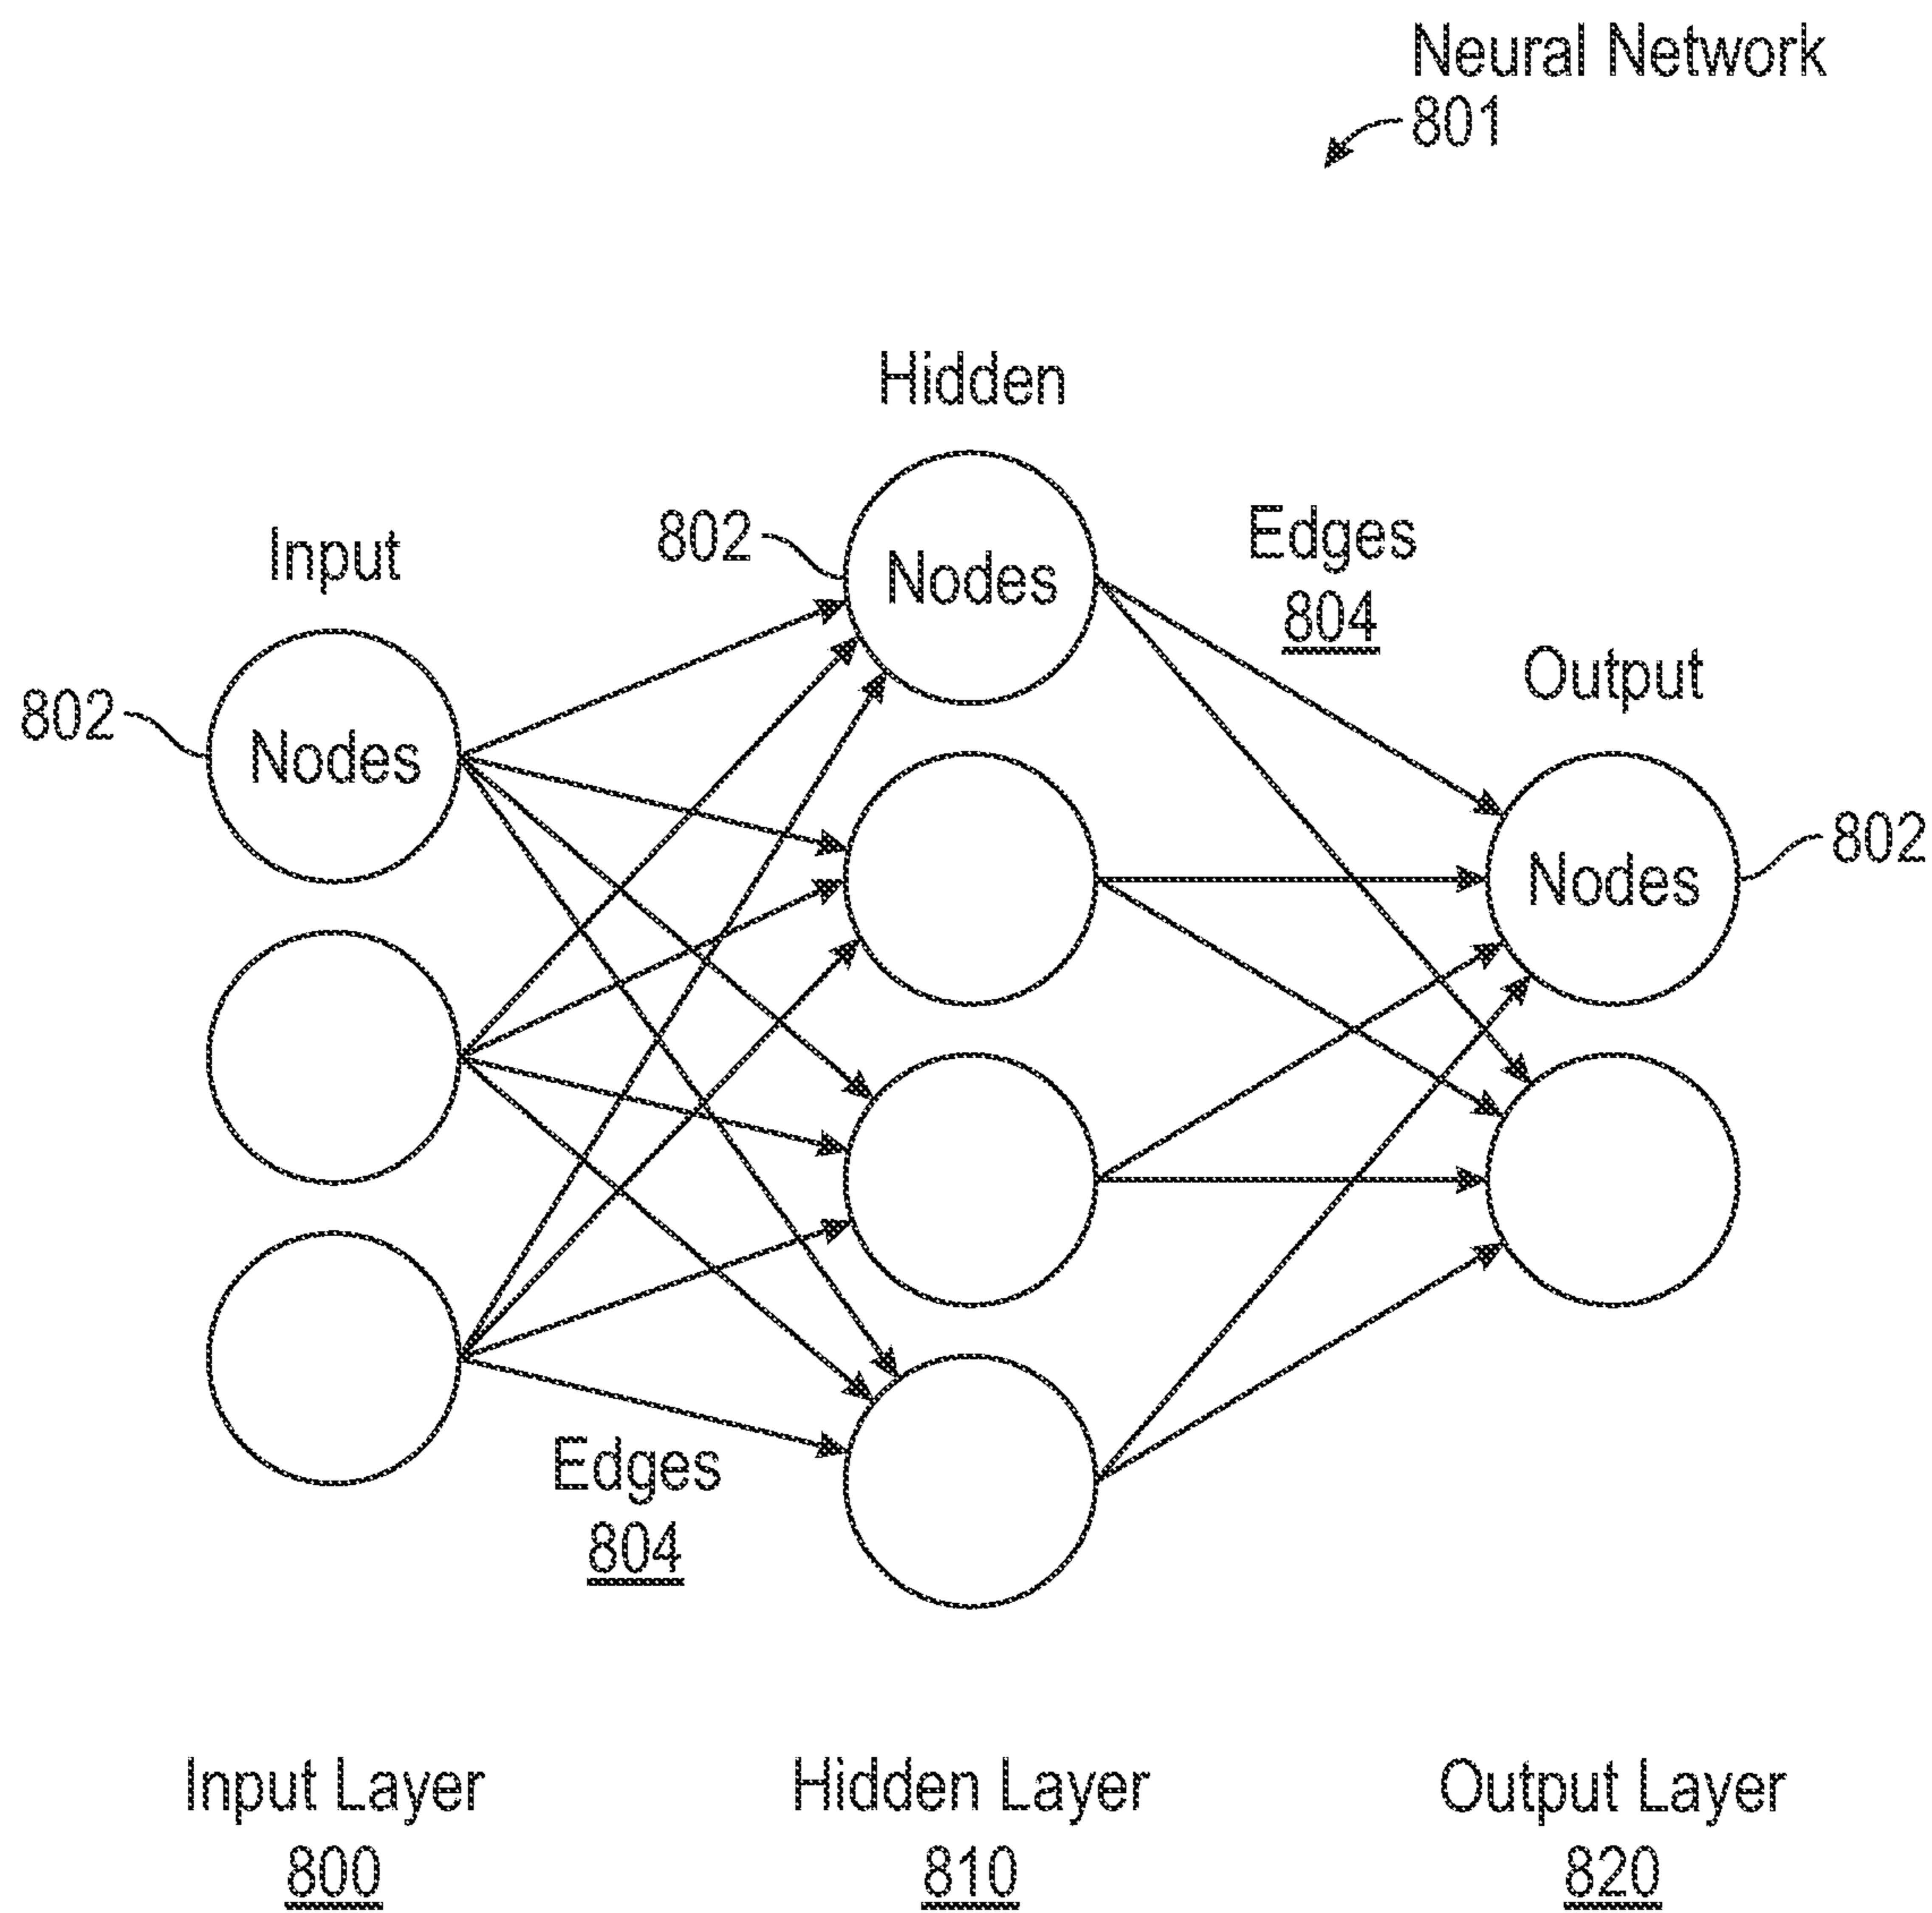 Neural Network
801
Hidden
802
Nodes
Edges
804
Input
802
Nodes
Output
Nodes
802
Edges
804
Input Layer
800
Hidden Layer
810
Output Layer
820